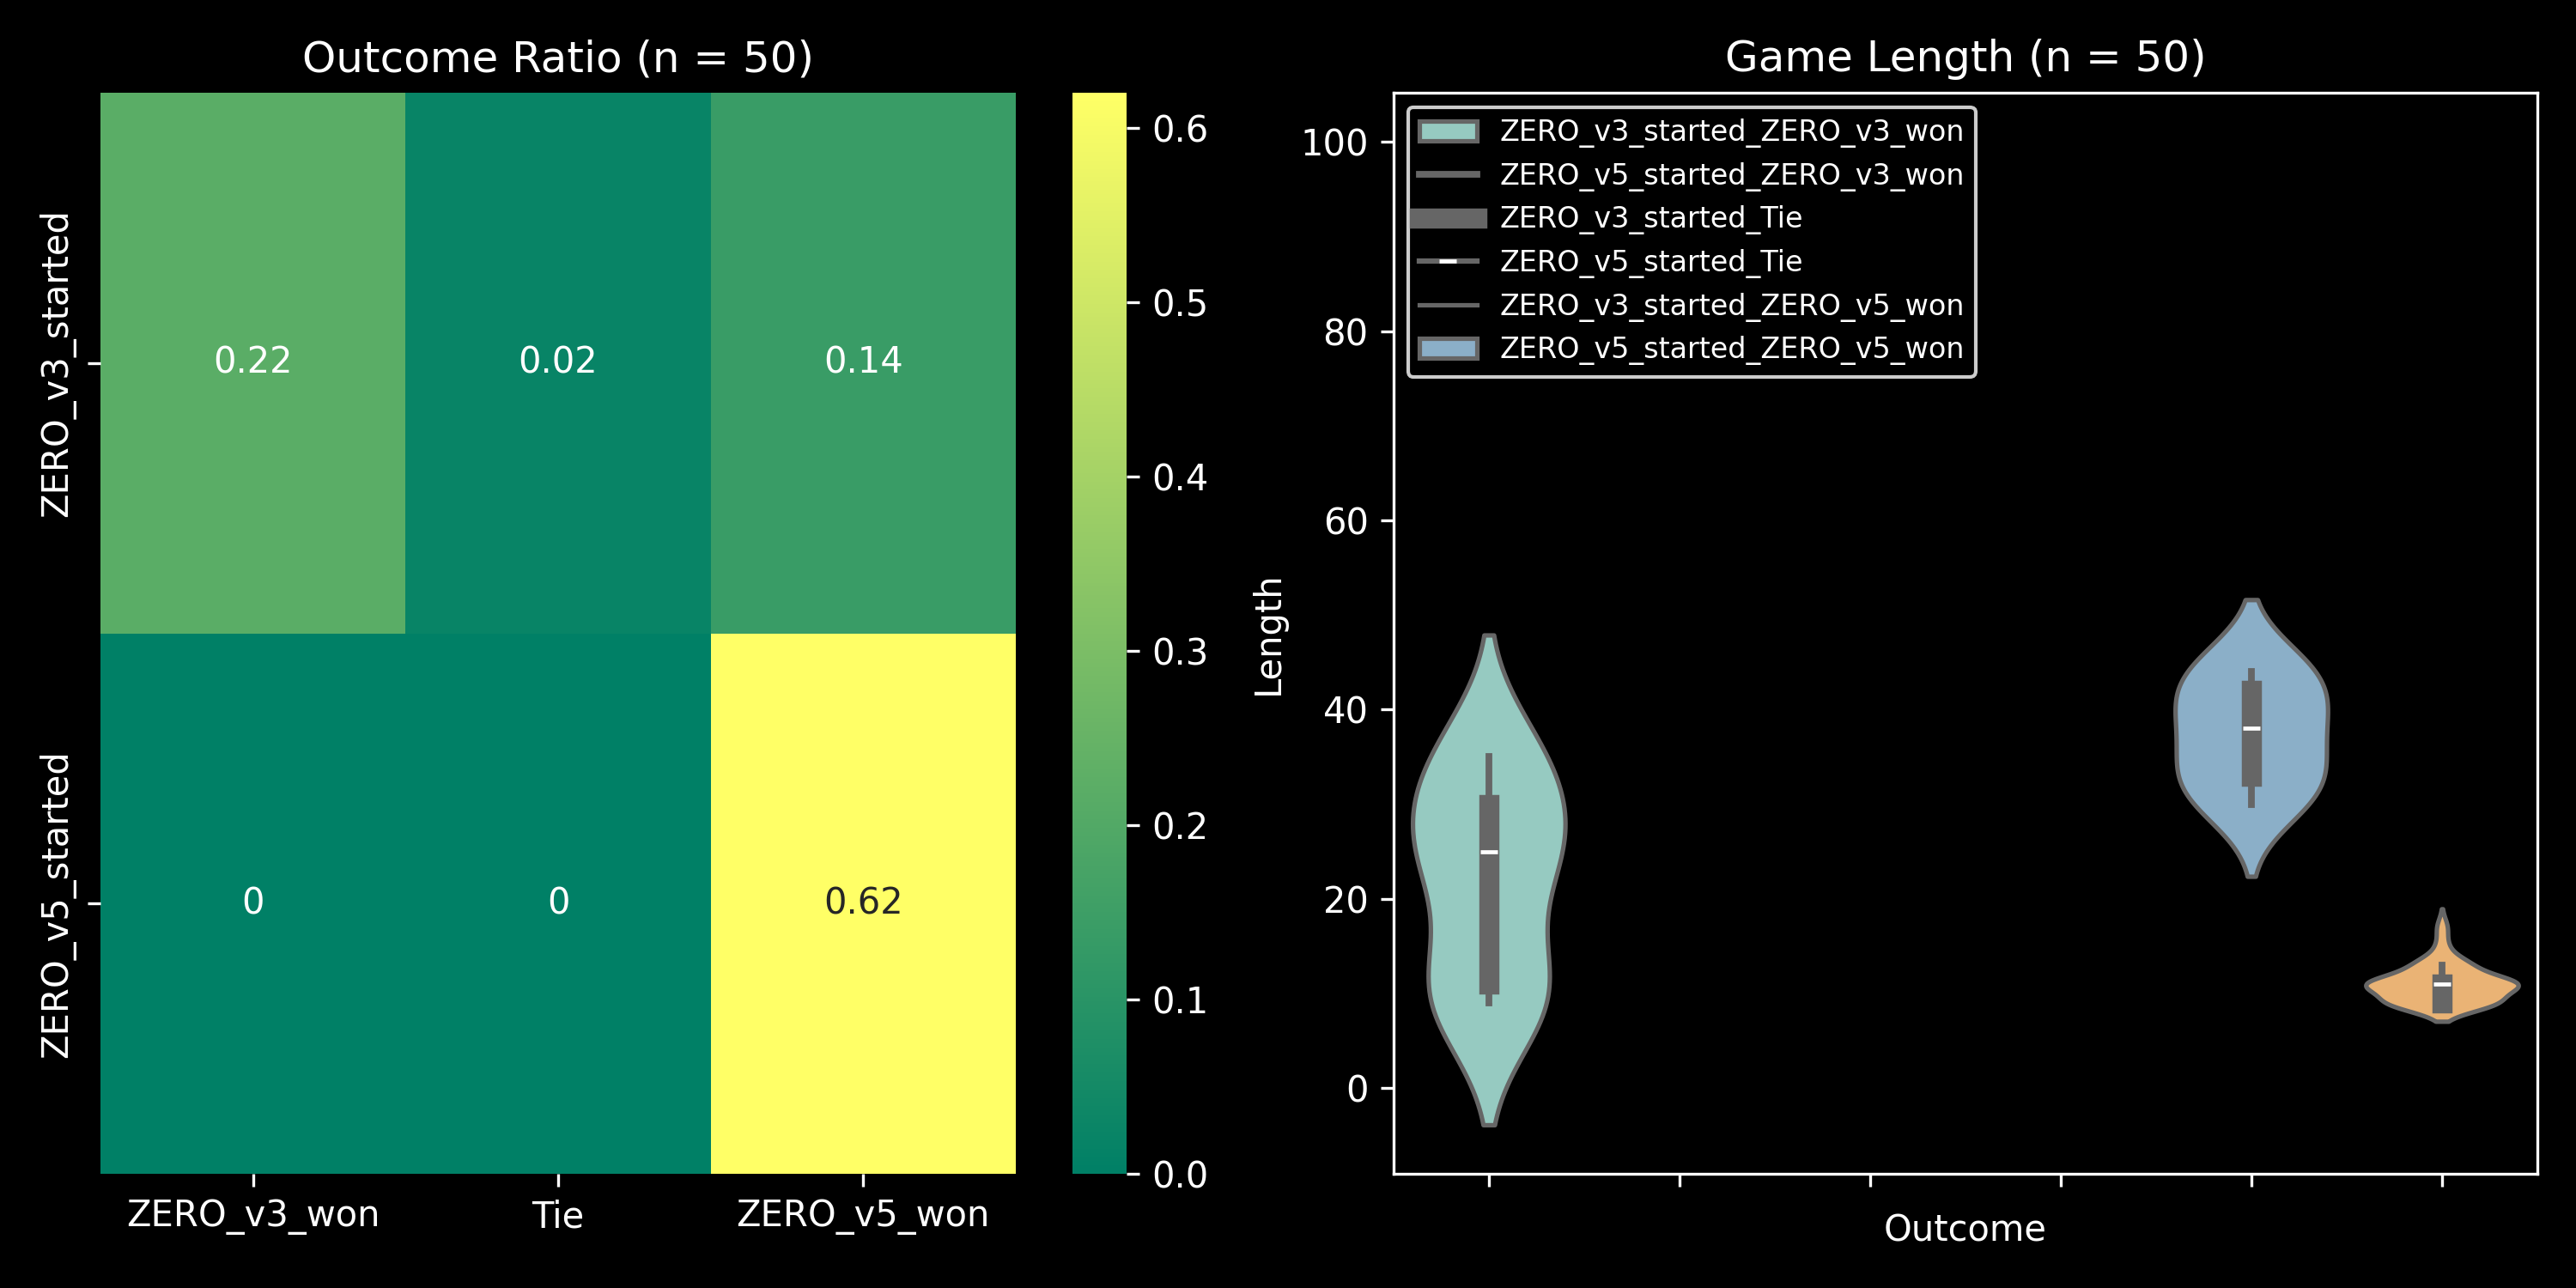 Outcome Ratio (n = 50)
ZERO_v3_started
ZERO_v5_started
0.22
0.02
0.14
0
0
0.62
ZERO_v3_won
Tie
ZERO_v5_won
0.6
0.5
0.4
0.3
0.2
0.1
0.0
Game Length (n = 50)
Length
100
80
60
40
20
0
ZERO_v3_started_ZERO_v3_won
ZERO_v5_started_ZERO_v3_won
ZERO_v3_started_Tie
ZERO_v5_started_Tie
ZERO_v3_started_ZERO_v5_won
ZERO_v5_started_ZERO_v5_won
Outcome